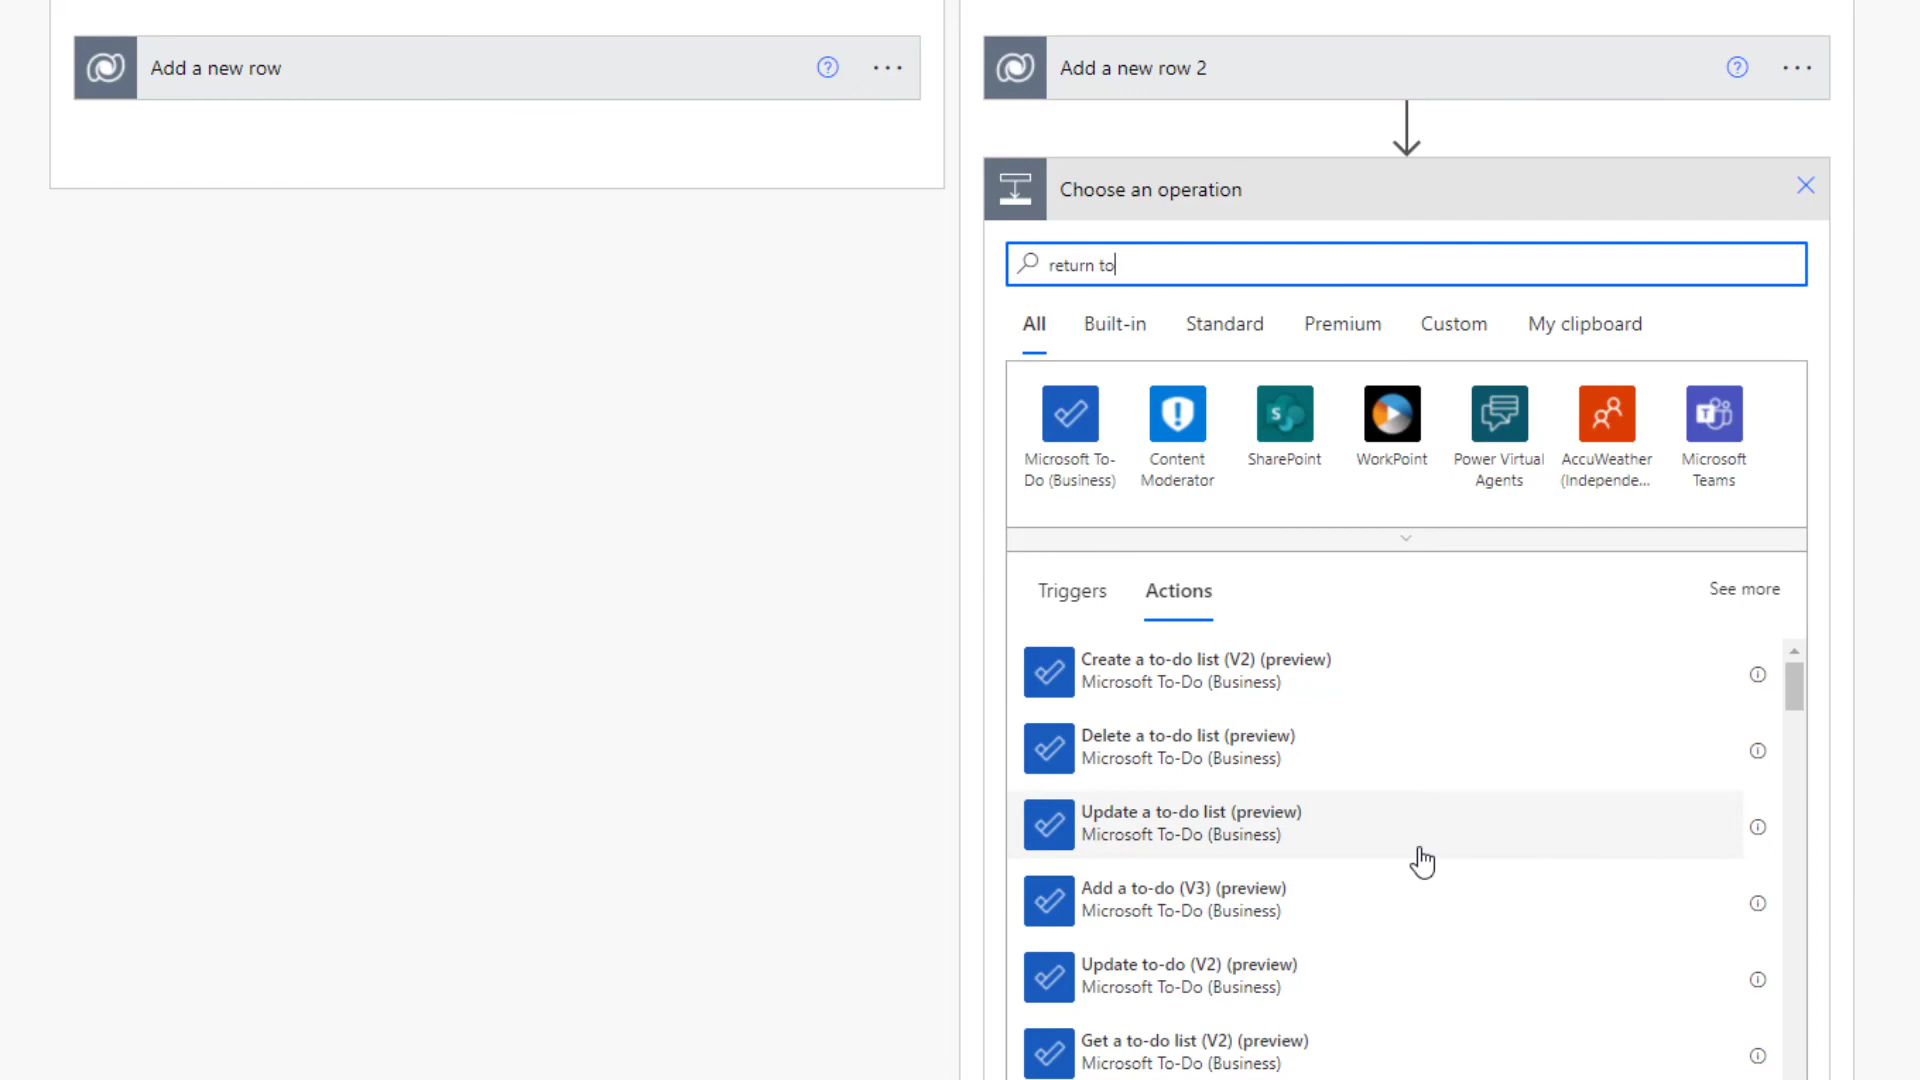 Add a new row
Add a new row 2
Choose an operation
return to
All
Built-in
Standard
Premium
Custom
My clipboard
Microsoft To-
Do (Business)
Content
Moderator
SharePoint
WorkPoint
Power Virtual
Agents
AccuWeather
(Independe...
Microsoft
Teams
Triggers
Actions
See more
Create a to-do list (V2) (preview)
Microsoft To-Do (Business)
Delete a to-do list (preview)
Microsoft To-Do (Business)
Update a to-do list (preview)
Microsoft To-Do (Business)
Add a to-do (V3) (preview)
Microsoft To-Do (Business)
Update to-do (V2) (preview)
Microsoft To-Do (Business)
Get a to-do list (V2) (preview)
Microsoft To-Do (Business)